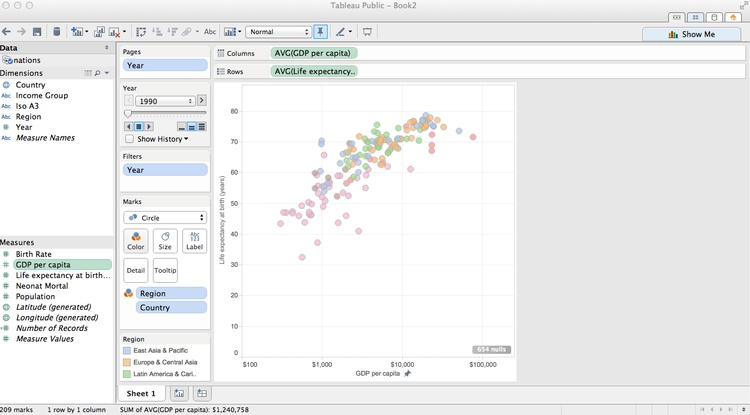 Tableau Public - Book2
Abc
Normal
Show Me
Data
nations
Dimensions
Country
Abc Income Group
Abc Iso A3
Abc Region
Year
Abc Measure Names
Measures
Birth Rate
GDP per capita
Life expectancy at birth...
Neonat Mortal
Population
Latitude (generated)
Longitude (generated)
Number of Records
Measure Values
Pages
Year
Year
1990
Show History
Filters
Year
Marks
Circle
Color
Size
Abc
123
Label
Detail
Tooltip
Region
Country
Region
East Asia & Pacific
Europe & Central Asia
Latin America & Cari..
Columns
AVG(GDP per capita)
Rows
AVG(Life expectancy..
Life expectancy at birth (years)
80
70
60
50
40
30
20
10
0
654 nulls
$100
$1,000
$10,000
$100,000
GDP per capita
Sheet 1
209 marks
1 row by 1 column
SUM of AVG(GDP per capita): $1,240,758